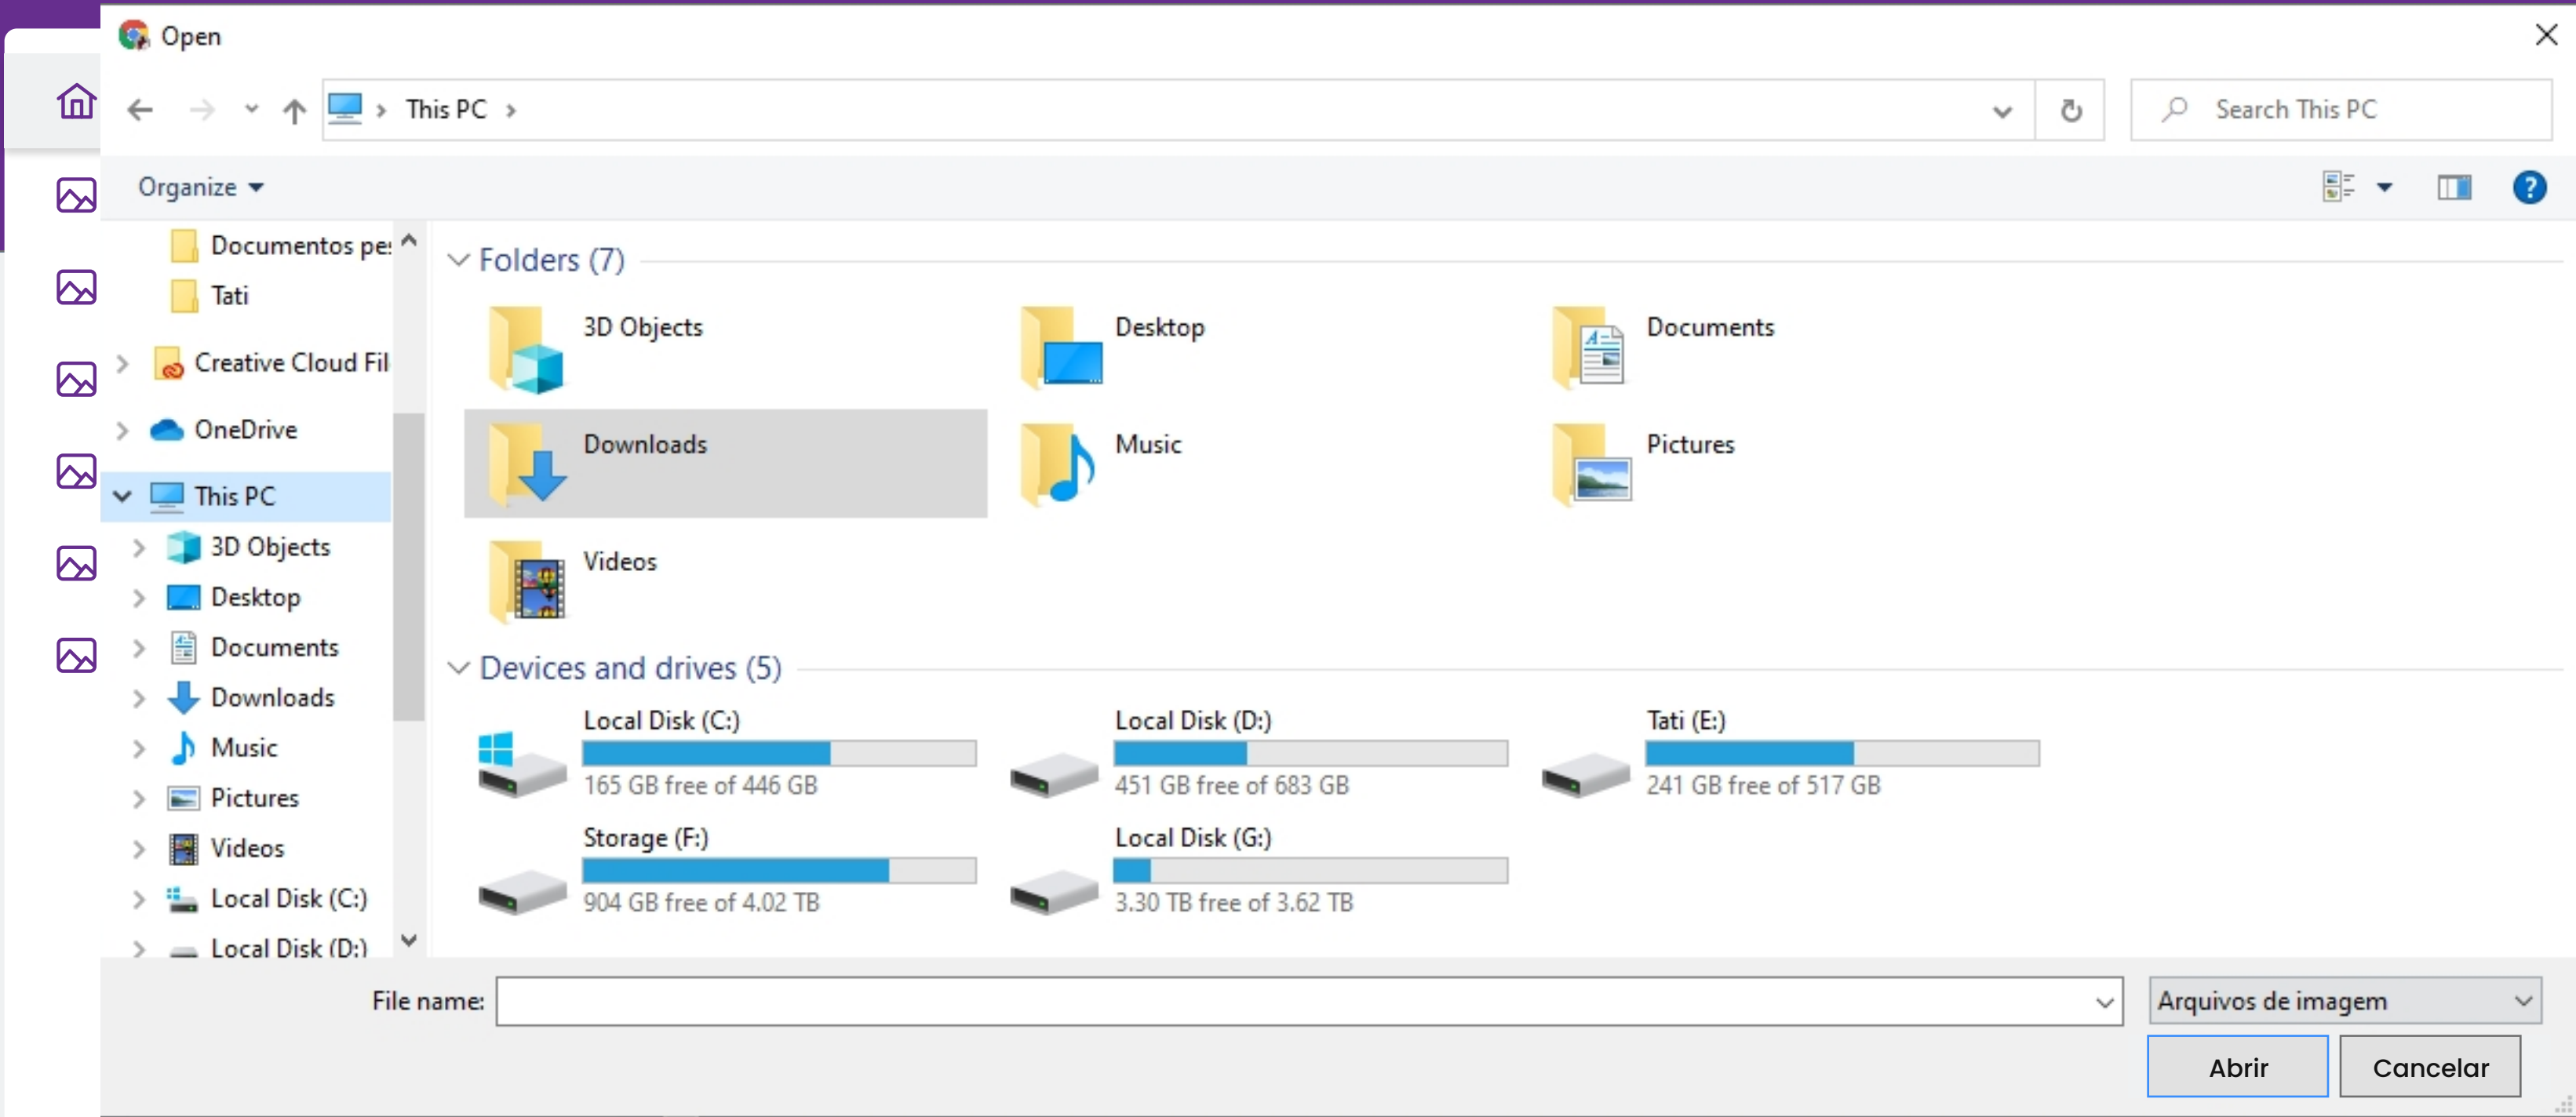 Open
This PC
Search This PC
Organize
Documentos pes
Tati
Creative Cloud Fil
OneDrive
This PC
3D Objects
Desktop
Documents
Downloads
Music
Pictures
Videos
Local Disk (C:)
Local Disk (D:)
Folders (7)
3D Objects
Desktop
Documents
Downloads
Music
Pictures
Videos
Devices and drives (5)
Local Disk (C:)
165 GB free of 446 GB
Local Disk (D:)
451 GB free of 683 GB
Tati (E:)
241 GB free of 517 GB
Storage (F:)
904 GB free of 4.02 TB
Local Disk (G:)
3.30 TB free of 3.62 TB
File name:
Arquivos de imagem
Abrir
Cancelar